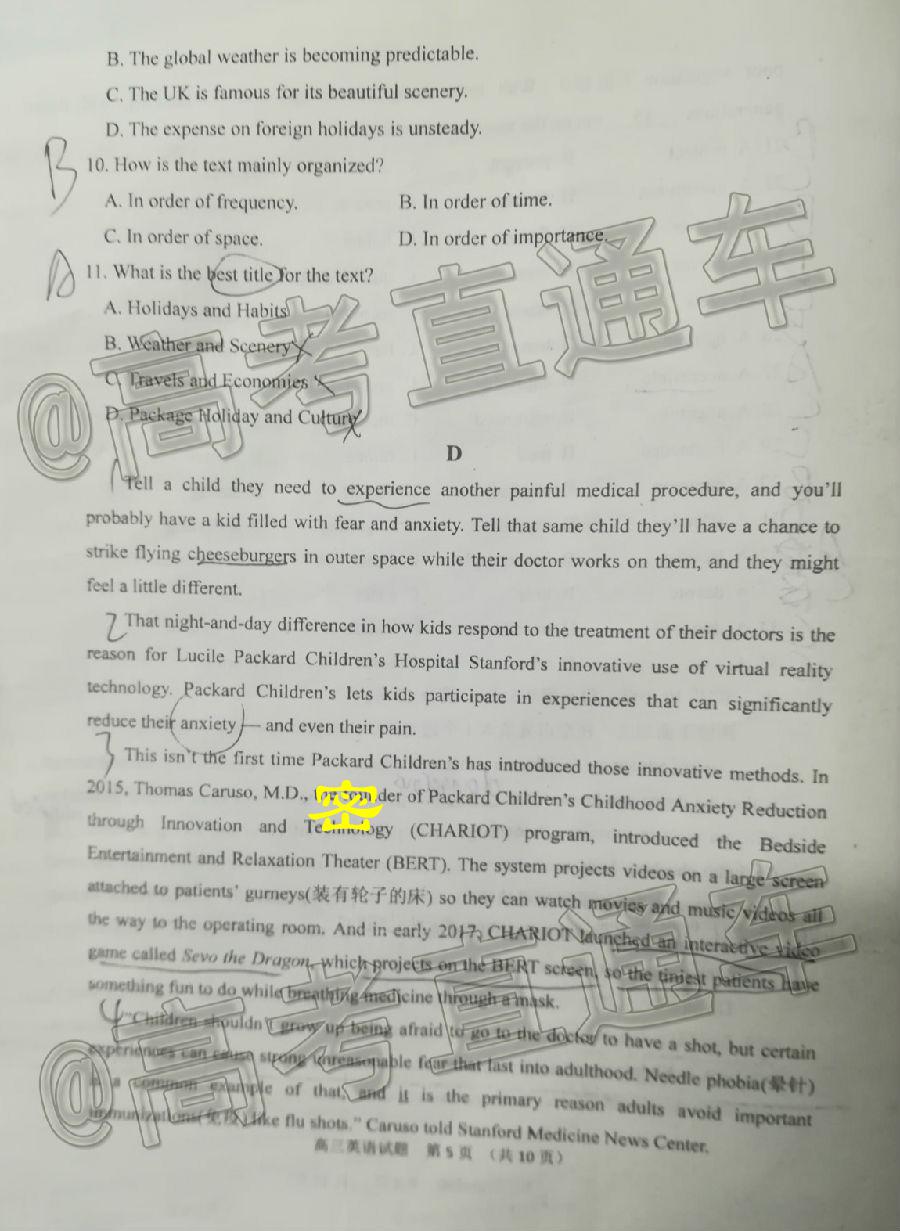 B. The global weather is becoming predictable.
C. The UK is famous for its beautiful scenery.
D. The expense on foreign holidays is unsteady.
B 10. How is the text mainly organized?
A. In order of frequency. B. In order of time.
C. In order of space. D. In order of importance.
11. What is the best title for the text?
A. Holidays and Habits
B. Weather and Scenery
C. Travels and Economies
D. Package Holiday and Culture
D
1 Tell a child they need to experience another painful medical procedure, and you'll
probably have a kid filled with fear and anxiety. Tell that same child they'll have a chance to
strike flying cheeseburgers in outer space while their doctor works on them, and they might
feel a little different.
2 That night-and-day difference in how kids respond to the treatment of their doctors is the
reason for Lucile Packard Children's Hospital Stanford's innovative use of virtual reality
technology. Packard Children's lets kids participate in experiences that can significantly
reduce their anxiety — and even their pain.
3 This isn't the first time Packard Children's has introduced those innovative methods. In
2015, Thomas Caruso, M.D., of Packard Children's Childhood Anxiety Reduction
through Innovation and Technology (CHARIOT) program, introduced the Bedside
Entertainment and Relaxation Theater (BERT). The system projects videos on a large screen
attached to patients' gurneys(装有轮子的床) so they can watch movies and music videos all
the way to the operating room. And in early 2017, CHARIOT launched an interactive video
game called Sevo the Dragon, which projects on the BERT screen, so the tiniest patients have
something fun to do while breathing medicine through a mask.
4 "Children shouldn't grow up being afraid to go to the doctor to have a shot, but certain
experiences can cause strong unreasonable fear that last into adulthood. Needle phobia(晕针)
is a common example of that, and it is the primary reason adults avoid important
immunizations(免疫) like flu shots." Caruso told Stanford Medicine News Center.
高三英语试题 第 5 页 (共 10 页)
@高考直通车
密
@高考直通车